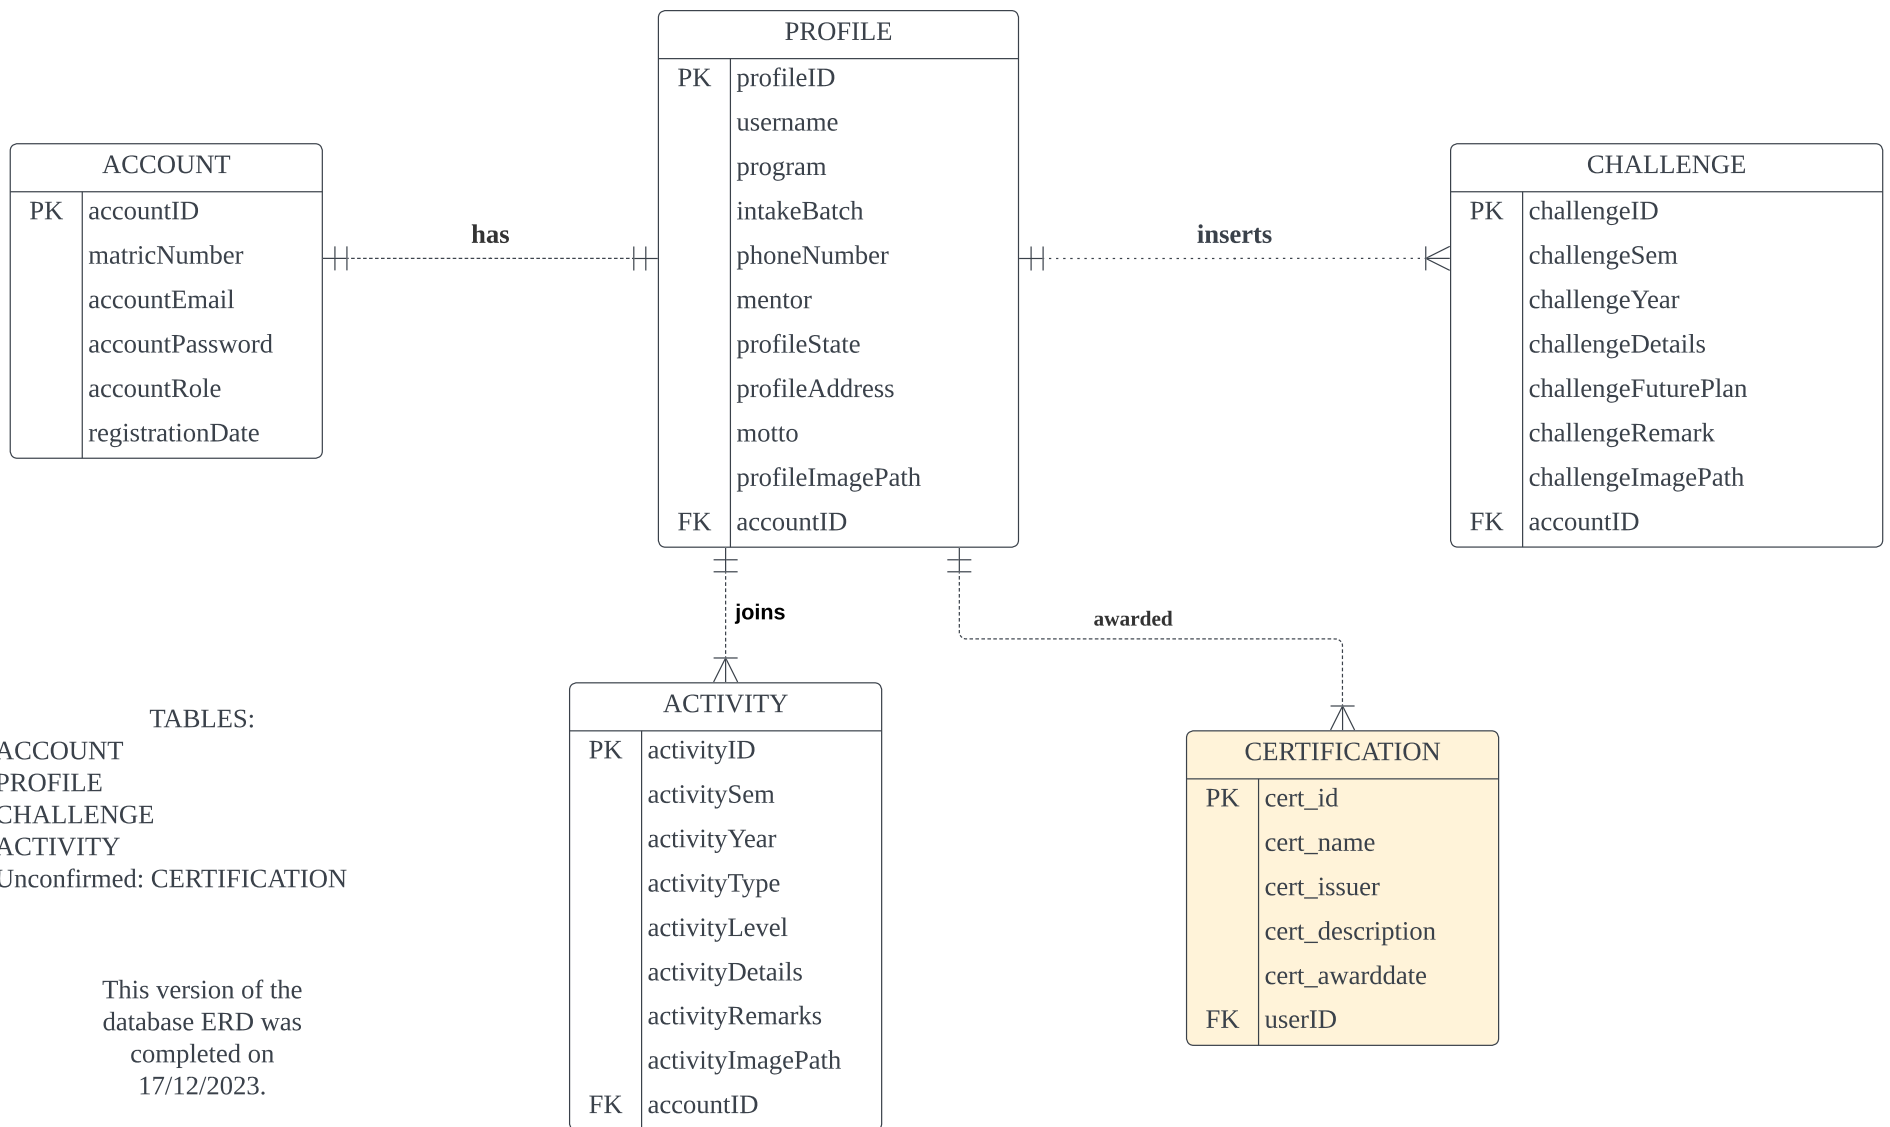 PROFILE
PK profileID
username
program
intakeBatch
phoneNumber
mentor
profileState
profileAddress
motto
profileImagePath
FK accountID
ACCOUNT
PK accountID
matricNumber
accountEmail
accountPassword
accountRole
registrationDate
has
inserts
CHALLENGE
PK challengeID
challengeSem
challengeYear
challengeDetails
challengeFuturePlan
challengeRemark
challengeImagePath
FK accountID
joins
awarded
ACTIVITY
PK activityID
activitySem
activityYear
activityType
activityLevel
activityDetails
activityRemarks
activityImagePath
FK accountID
CERTIFICATION
PK cert_id
cert_name
cert_issuer
cert_description
cert_awarddate
FK userID
TABLES:
ACCOUNT
PROFILE
CHALLENGE
ACTIVITY
Unconfirmed: CERTIFICATION
This version of the
database ERD was
completed on
17/12/2023.